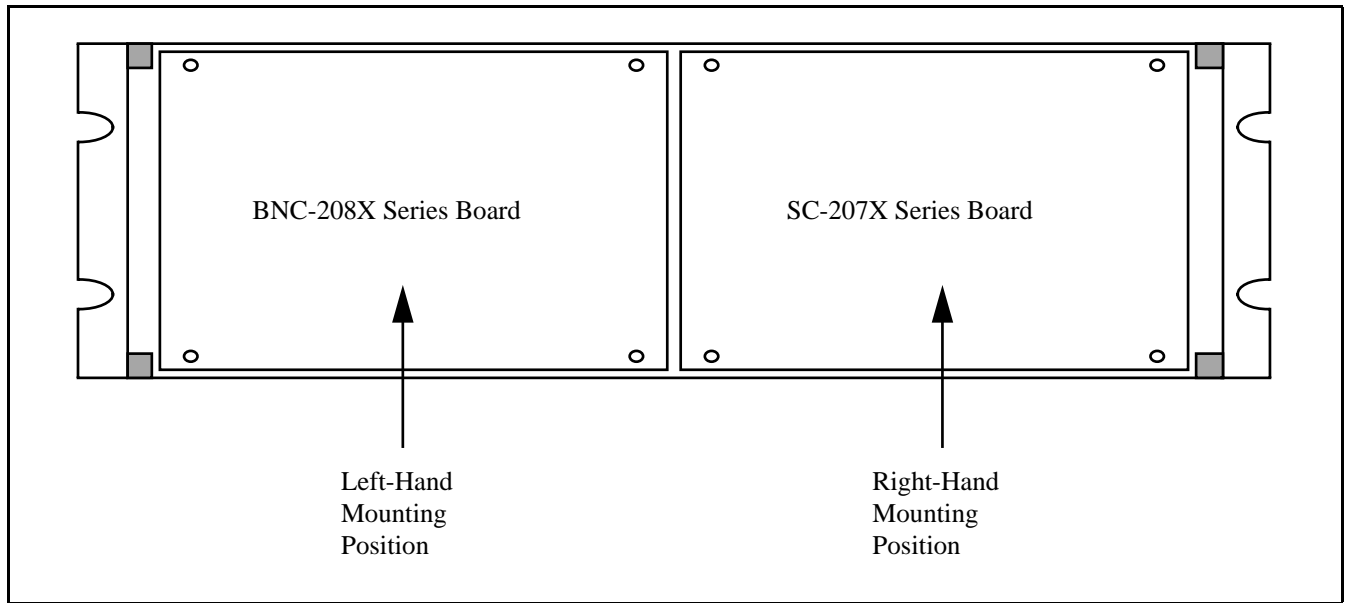 BNC-208X Series Board
SC-207X Series Board
Left-Hand
Mounting
Position
Right-Hand
Mounting
Position